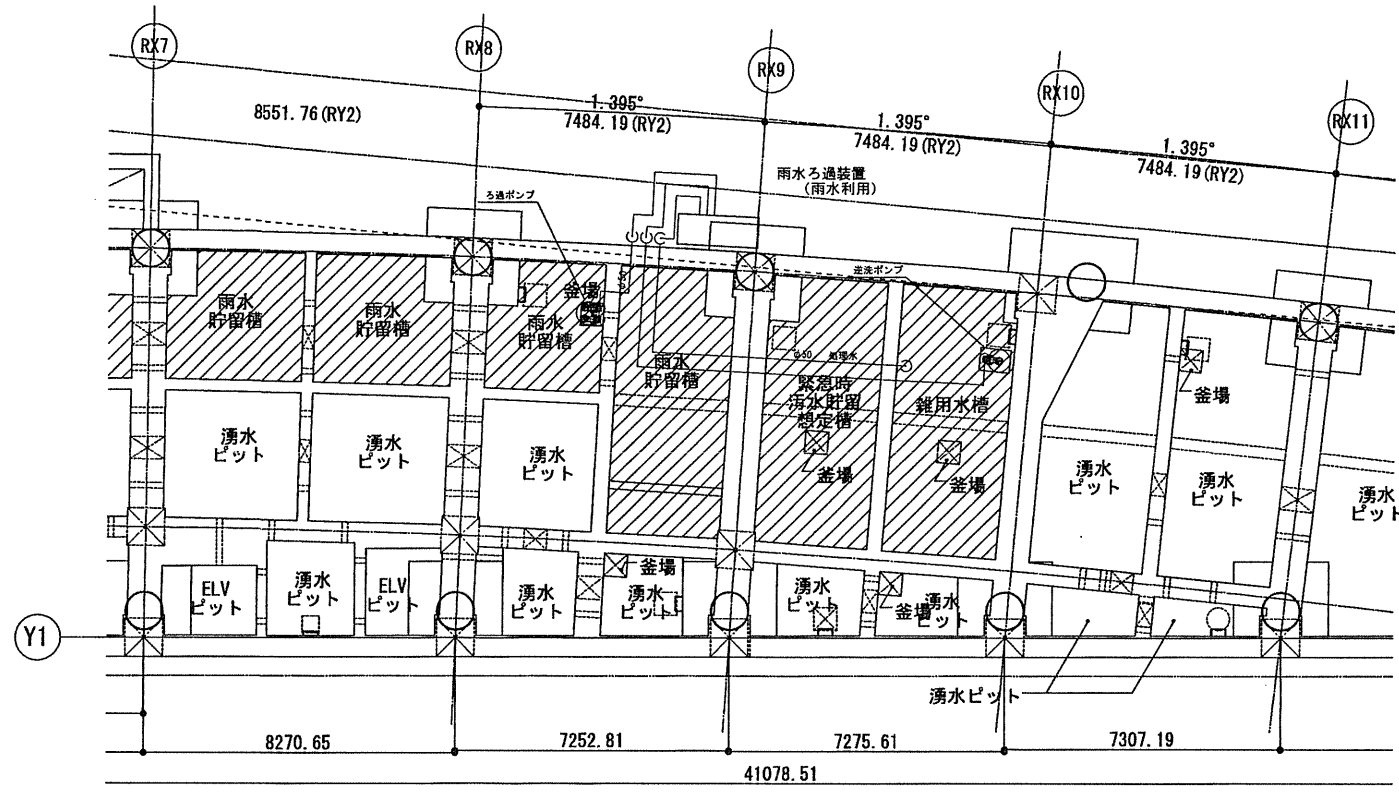 RX7
RX8
RX9
RX10
RX11
8551.76(RY2)
1.395°
7484.19(RY2)
1.395°
7484.19(RY2)
1.395°
7484.19(RY2)
雨水ろ過装置
(雨水利用)
ろ過ポンプ
逆洗ポンプ
釜場
φ50
雨水
貯留槽
雨水
貯留槽
雨水
貯留槽
雨水
貯留槽
φ50 処理水
緊急時
汚水貯留
想定槽
雑用水槽
釜場
釜場
釜場
湧水
ピット
湧水
ピット
湧水
ピット
湧水
ピット
湧水
ピット
湧水
ピット
ELV
ピット
湧水
ピット
ELV
ピット
湧水
ピット
釜場
湧水
ピット
湧水
ピット
釜場
湧水
ピット
Y1
湧水ピット
8270.65
7252.81
7275.61
7307.19
41078.51